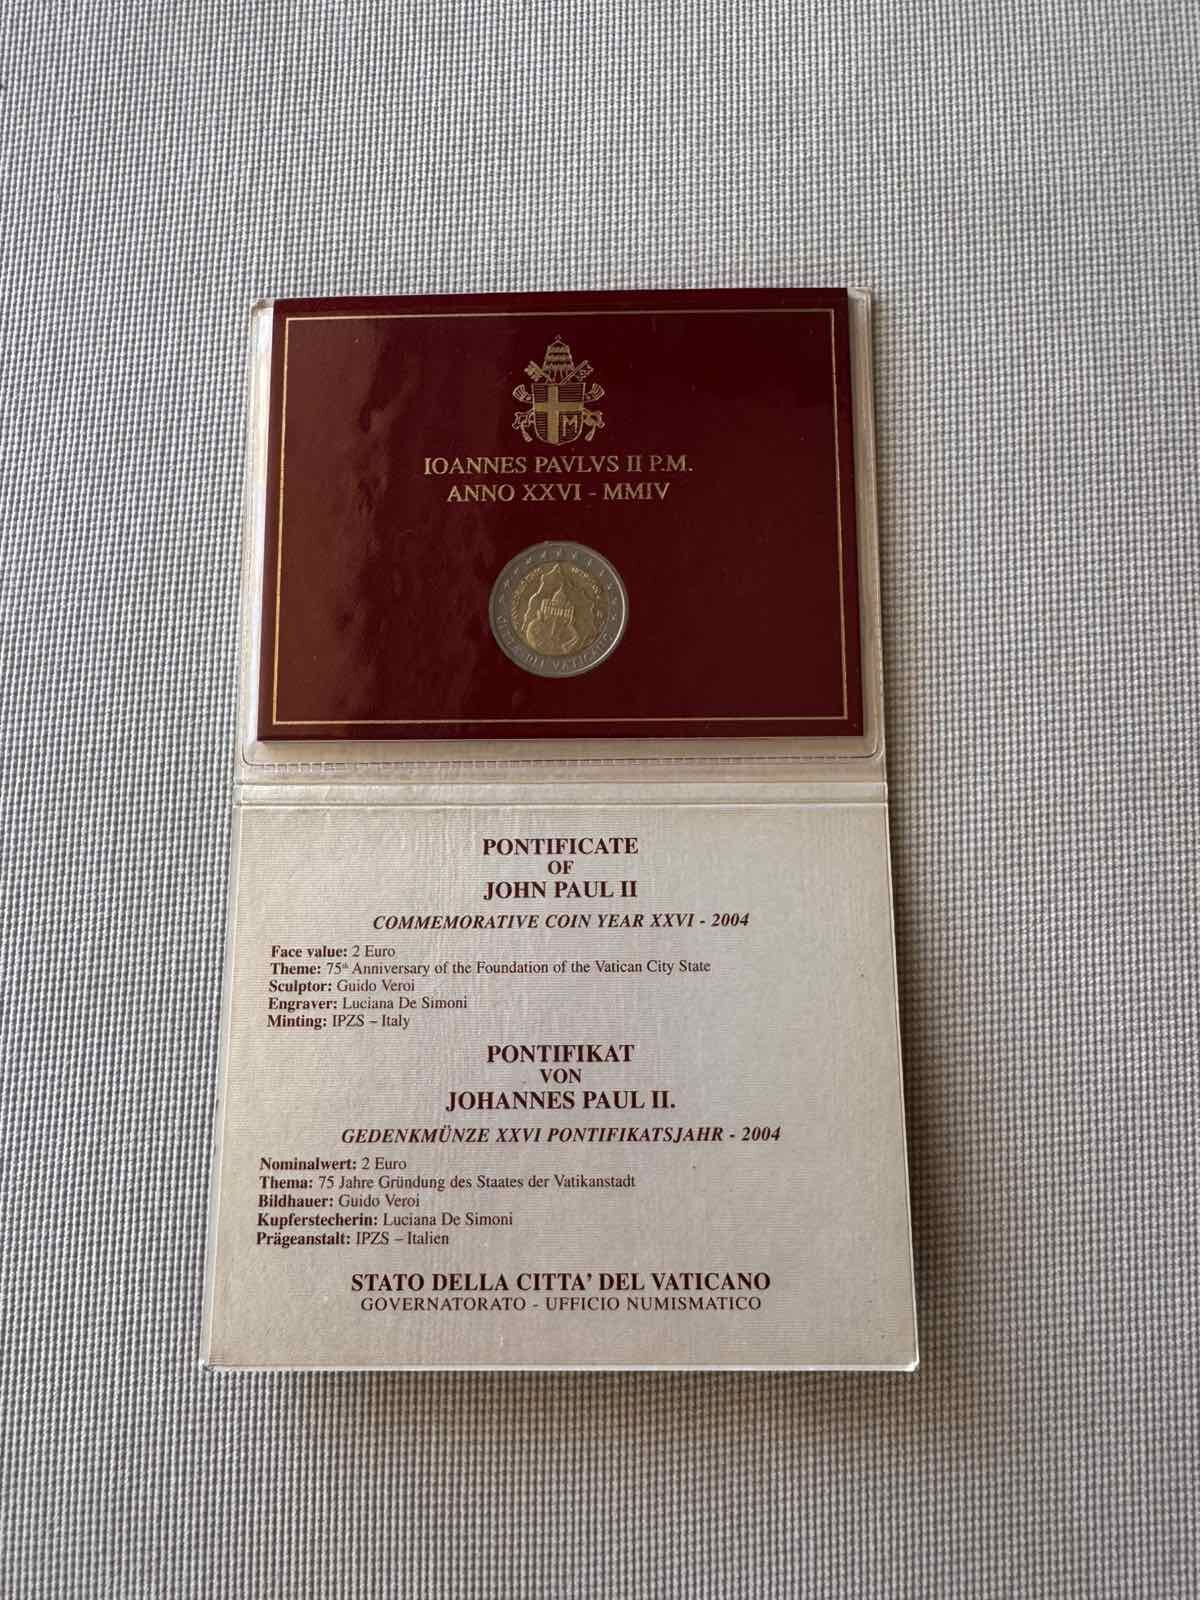 M
IOANNES PAVLVS II P.M.
ANNO XXVI - MMIV
CITTA' DEL VATICANO
PONTIFICATE
OF
JOHN PAUL II
COMMEMORATIVE COIN YEAR XXVI - 2004
Face value: 2 Euro
Theme: 75th Anniversary of the Foundation of the Vatican City State
Sculptor: Guido Veroi
Engraver: Luciana De Simoni
Minting: IPZS – Italy
PONTIFIKAT
VON
JOHANNES PAUL II.
GEDENKMÜNZE XXVI PONTIFIKATSJAHR - 2004
Nominalwert: 2 Euro
Thema: 75 Jahre Gründung des Staates der Vatikanstadt
Bildhauer: Guido Veroi
Kupferstecherin: Luciana De Simoni
Prägeanstalt: IPZS – Italien
STATO DELLA CITTA' DEL VATICANO
GOVERNATORATO - UFFICIO NUMISMATICO